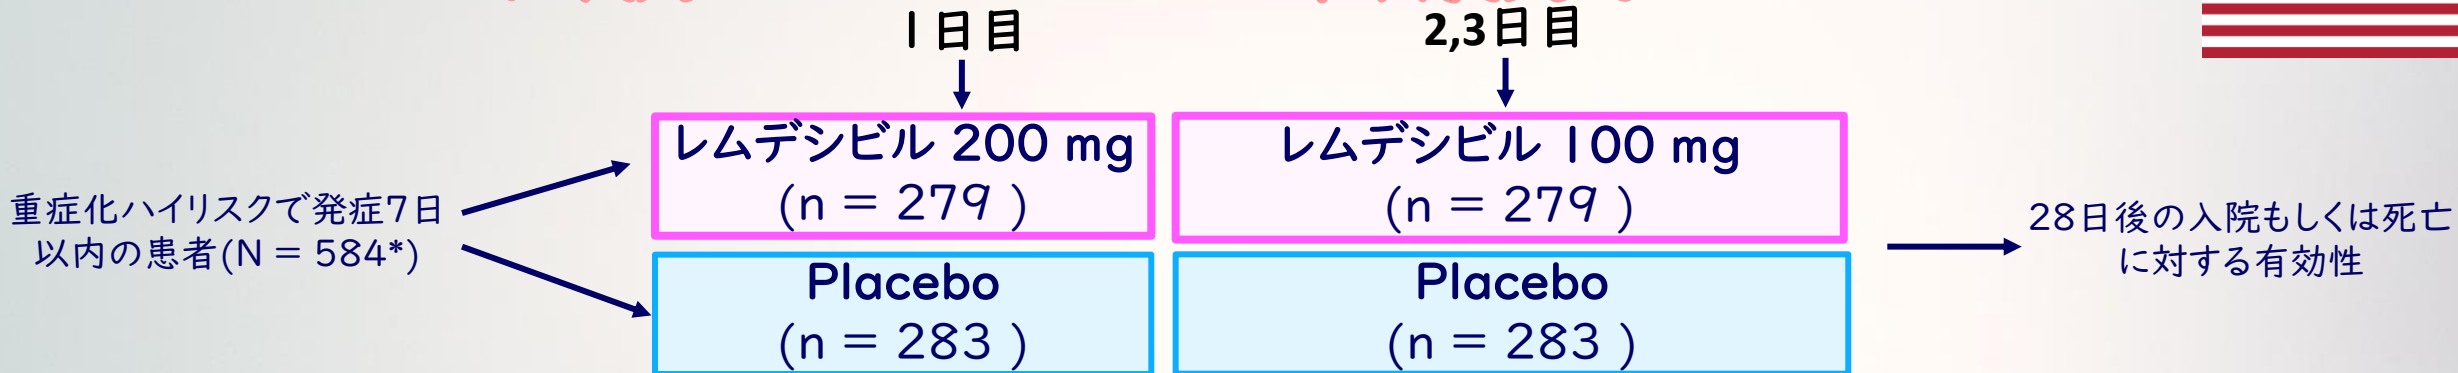 1日目
2,3日目
レムデシビル 200 mg
(n = 279 )
レムデシビル 100 mg
(n = 279 )
重症化ハイリスクで発症7日
以内の患者(N = 584*)
28日後の入院もしくは死亡
に対する有効性
Placebo
(n = 283 )
Placebo
(n = 283 )